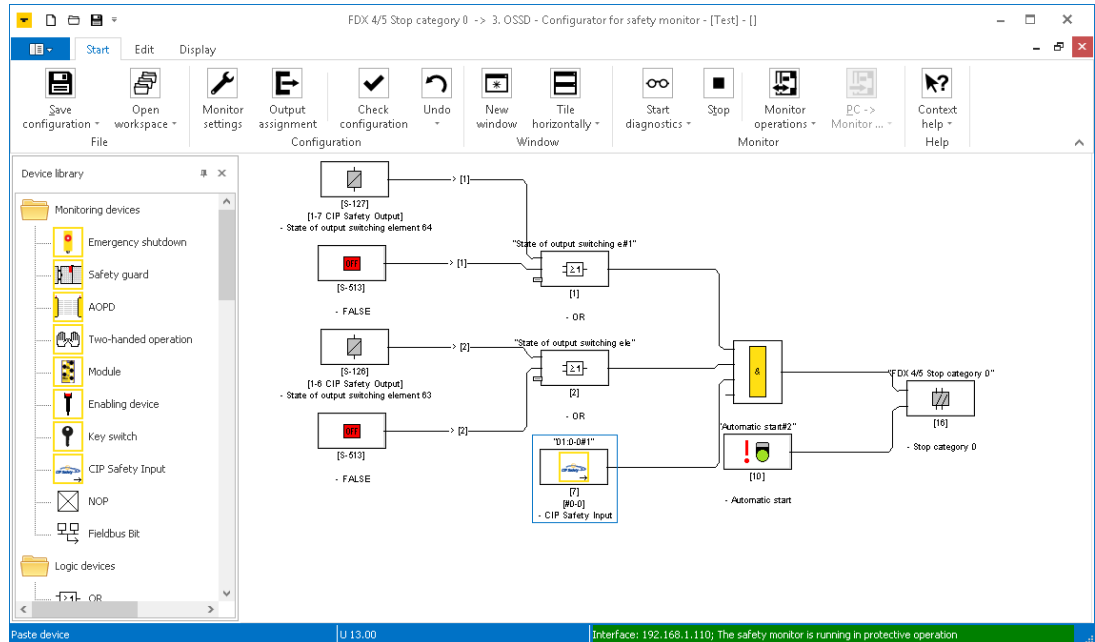 FDX 4/5 Stop category 0 -> 3. OSSD - Configurator for safety monitor - [Test] - []
Start Edit Display
Save configuration
Open workspace
Monitor settings
Output assignment
Check configuration
Undo
New window
Tile horizontally
Start diagnostics
Stop
Monitor operations
PC -> Monitor ...
Context help
File
Configuration
Window
Monitor
Help
Device library
Monitoring devices
Emergency shutdown
Safety guard
AOPD
Two-handed operation
Module
Enabling device
Key switch
CIP Safety
CIP Safety Input
NOP
Fieldbus Bit
Logic devices
≥1
OR
[S-127]
[1-7 CIP Safety Output]
- State of output switching element 64
> [1]
OFF
[S-513]
- FALSE
> [1]
"State of output switching e#1"
≥1
[1]
- OR
[S-126]
[1-6 CIP Safety Output]
- State of output switching element 63
> [2]
OFF
[S-513]
- FALSE
> [2]
"State of output switching ele"
≥1
[2]
- OR
"01:0-0#1"
CIP Safety
[7]
[#0-0]
- CIP Safety Input
&
"Automatic start#2"
[10]
- Automatic start
"FDX 4/5 Stop category 0"
[16]
- Stop category 0
Paste device
U 13.00
Interface: 192.168.1.110; The safety monitor is running in protective operation